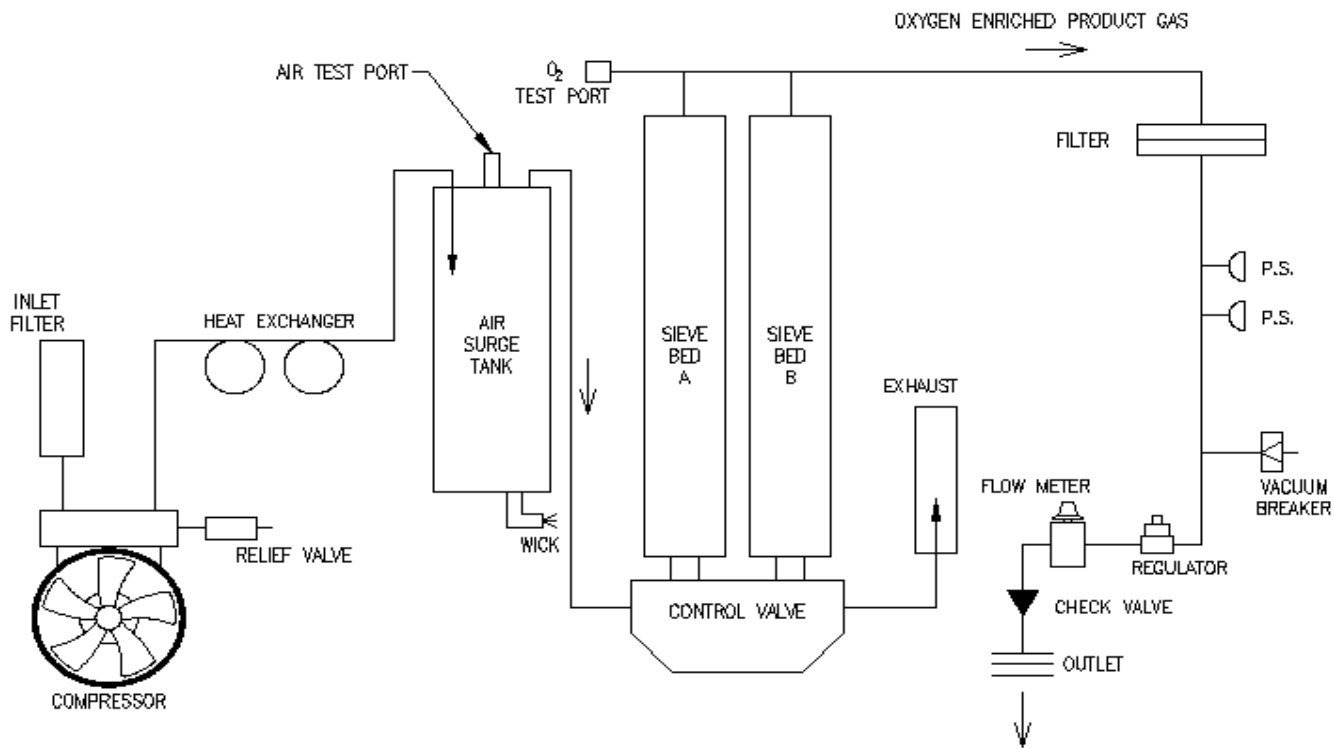 OXYGEN ENRICHED PRODUCT GAS
AIR TEST PORT
O₂
TEST PORT
FILTER
P.S.
P.S.
INLET
FILTER
HEAT EXCHANGER
AIR
SURGE
TANK
SIEVE
BED
A
SIEVE
BED
B
EXHAUST
FLOW METER
VACUUM
BREAKER
RELIEF VALVE
WICK
REGULATOR
CONTROL VALVE
CHECK VALVE
OUTLET
COMPRESSOR